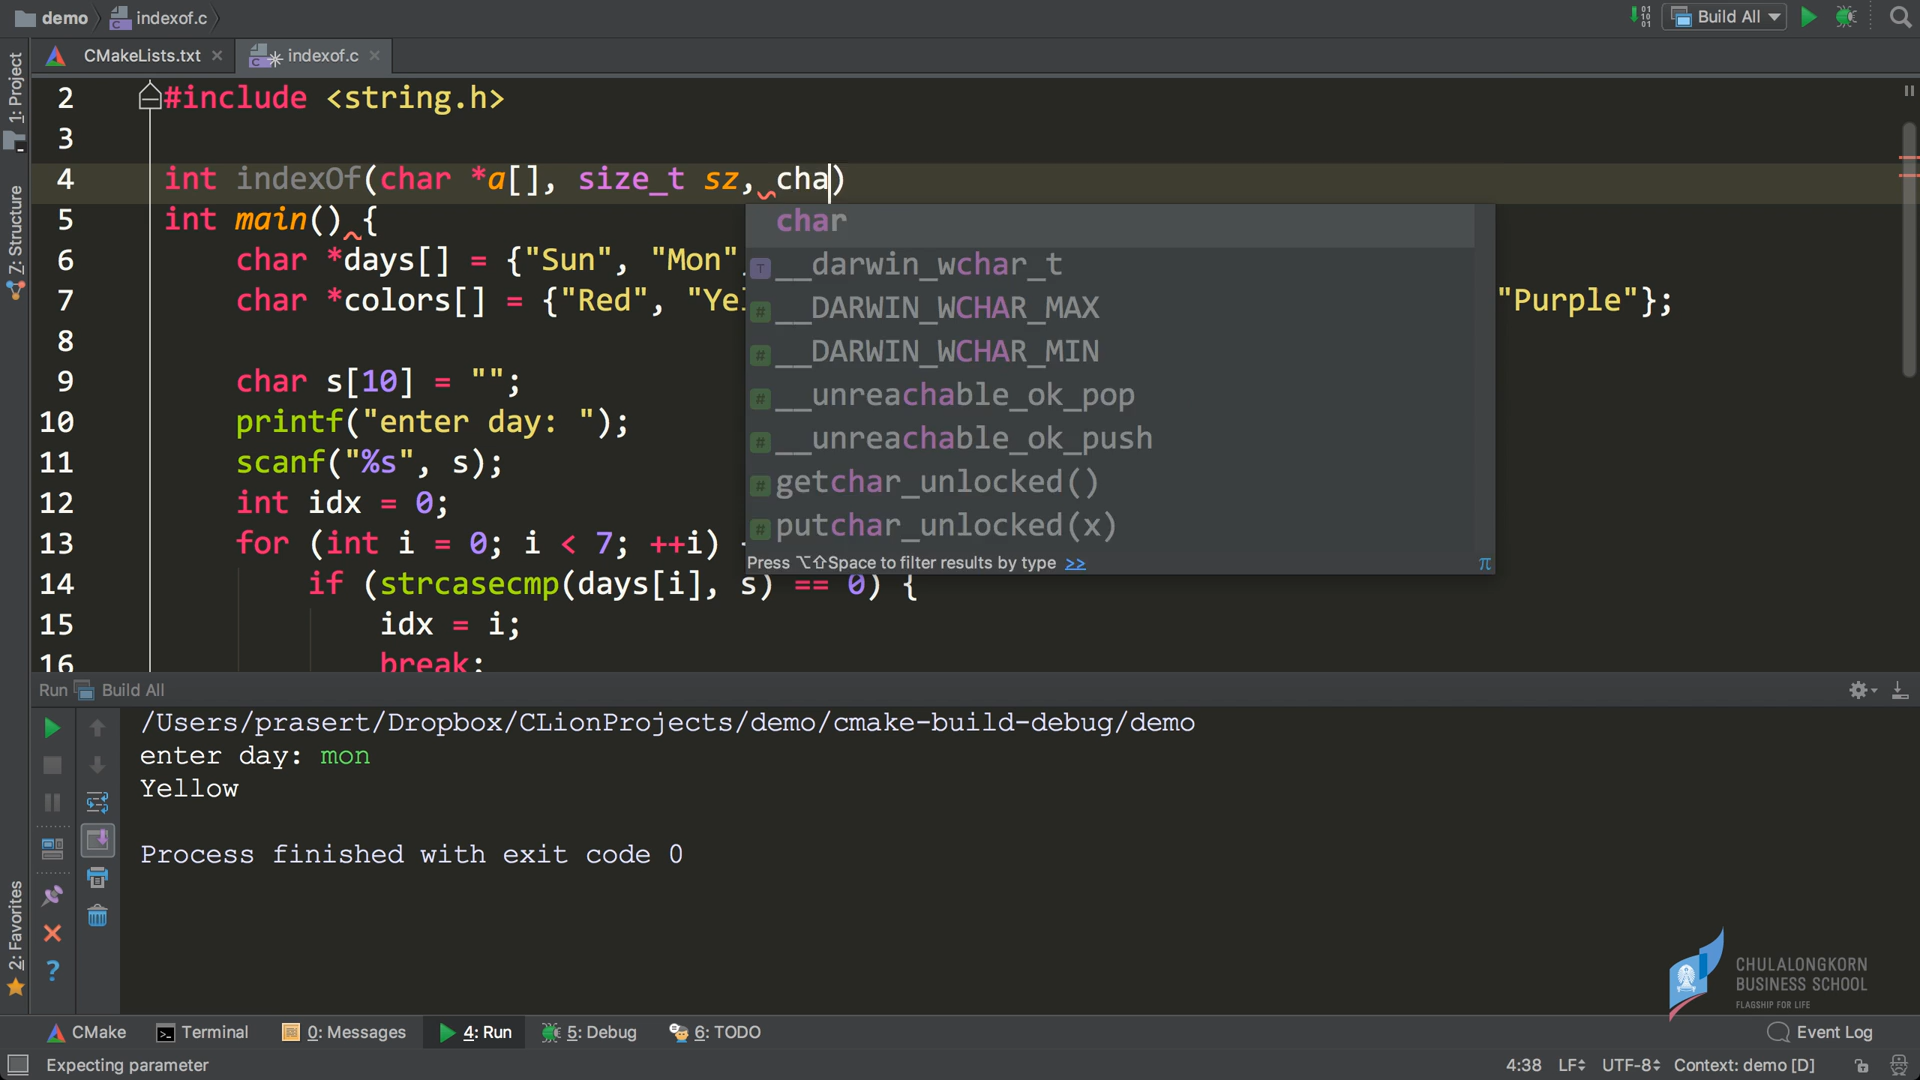 demo indexof.c Build All
CMakeLists.txt indexof.c
1: Project
Z: Structure
2: Favorites
2 #include <string.h>
3
4 int indexOf(char *a[], size_t sz, cha)
5 int main() {
6 char *days[] = {"Sun", "Mon",
7 char *colors[] = {"Red", "Ye "Purple"};
8
9 char s[10] = "";
10 printf("enter day: ");
11 scanf("%s", s);
12 int idx = 0;
13 for (int i = 0; i < 7; ++i)
14 if (strcasecmp(days[i], s) == 0) {
15 idx = i;
16 break;
char
__darwin_wchar_t
__DARWIN_WCHAR_MAX
__DARWIN_WCHAR_MIN
__unreachable_ok_pop
__unreachable_ok_push
getchar_unlocked()
putchar_unlocked(x)
Press ⌥⇧Space to filter results by type >> π
Run Build All
/Users/prasert/Dropbox/CLionProjects/demo/cmake-build-debug/demo
enter day: mon
Yellow
Process finished with exit code 0
CHULALONGKORN
BUSINESS SCHOOL
FLAGSHIP FOR LIFE
CMake Terminal 0: Messages 4: Run 5: Debug 6: TODO Event Log
Expecting parameter 4:38 LF UTF-8 Context: demo [D]